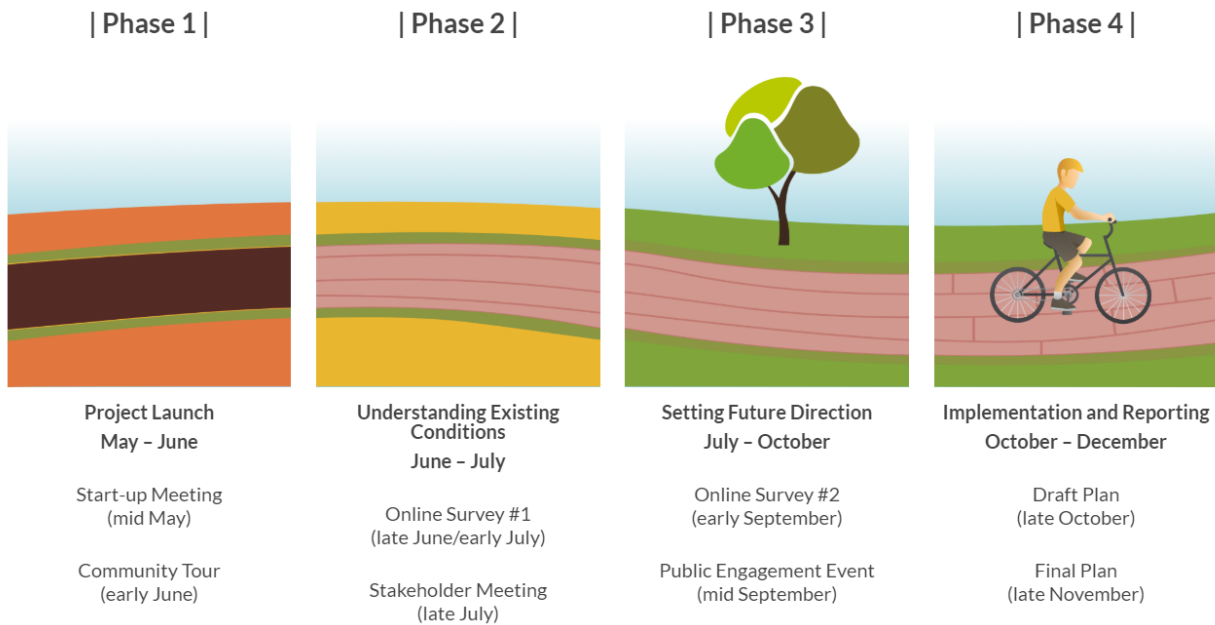 | Phase 1 |
| Phase 2 |
| Phase 3 |
| Phase 4 |
Project Launch
May – June
Start-up Meeting
(mid May)
Community Tour
(early June)
Understanding Existing
Conditions
June – July
Online Survey #1
(late June/early July)
Stakeholder Meeting
(late July)
Setting Future Direction
July – October
Online Survey #2
(early September)
Public Engagement Event
(mid September)
Implementation and Reporting
October – December
Draft Plan
(late October)
Final Plan
(late November)